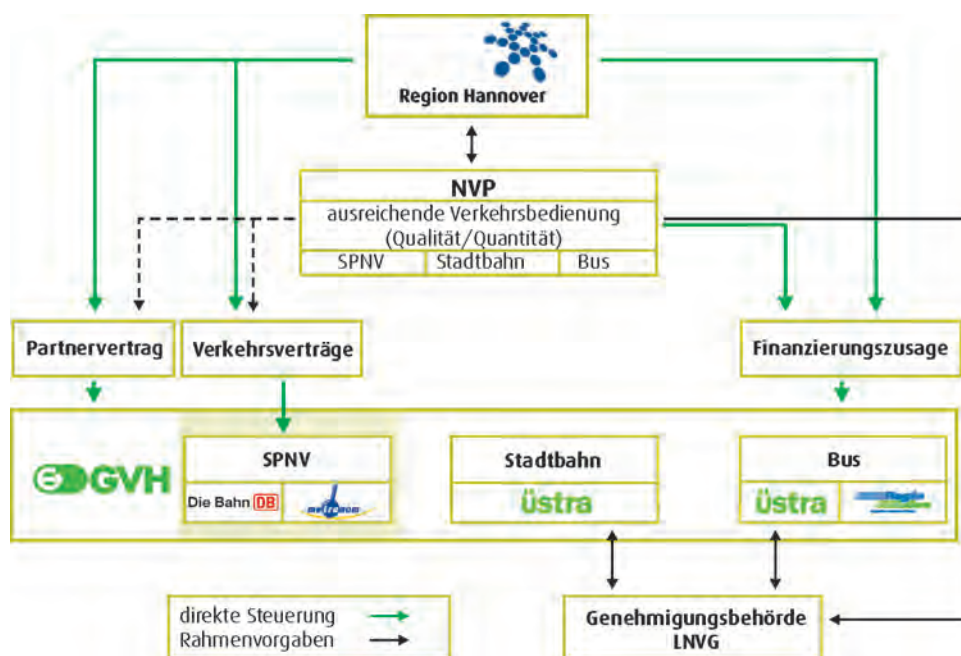 Region Hannover
NVP
ausreichende Verkehrsbedienung
(Qualität/Quantität)
SPNV Stadtbahn Bus
Partnervertrag Verkehrsverträge Finanzierungszusage
GVH
SPNV Stadtbahn Bus
Die Bahn DB metronom üstra üstra
direkte Steuerung
Rahmenvorgaben
Genehmigungsbehörde
LNVG